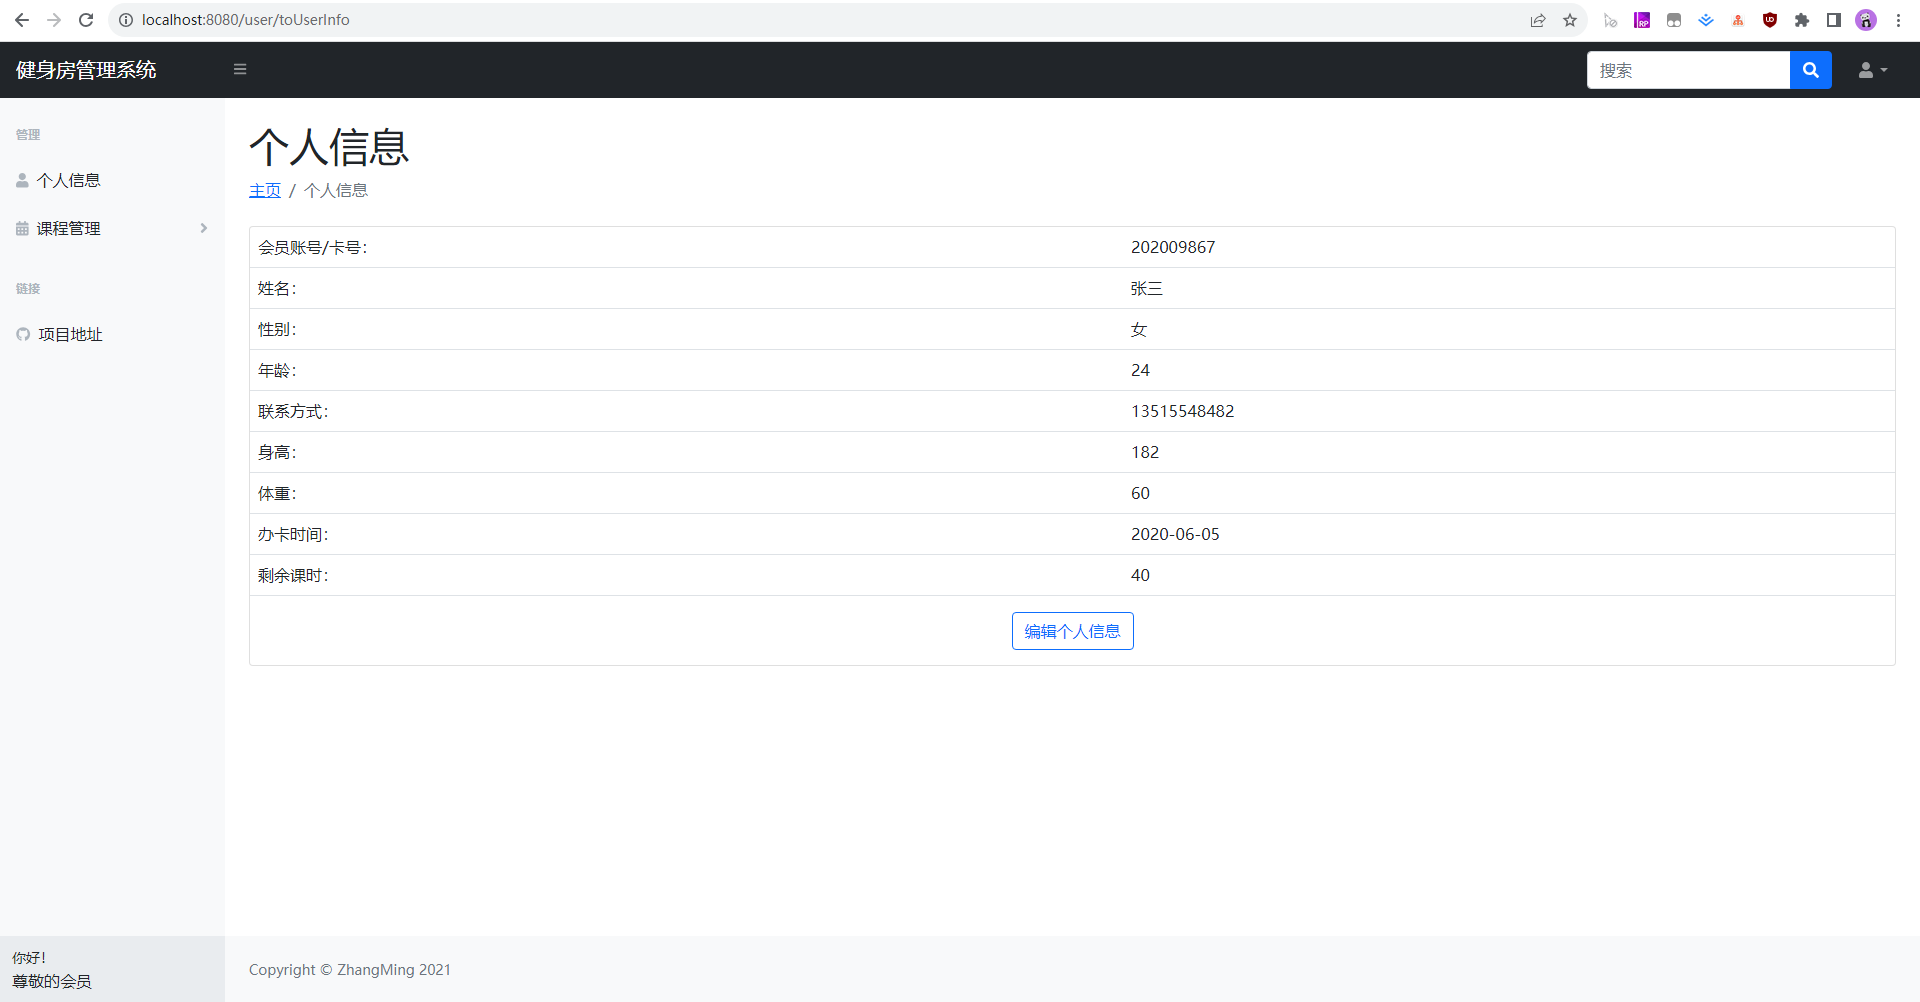 localhost:8080/user/toUserInfo
健身房管理系统
搜索
管理
个人信息
课程管理
链接
项目地址
个人信息
主页 / 个人信息
会员账号/卡号： 202009867
姓名： 张三
性别： 女
年龄： 24
联系方式： 13515548482
身高： 182
体重： 60
办卡时间： 2020-06-05
剩余课时： 40
编辑个人信息
你好！
尊敬的会员
Copyright © ZhangMing 2021